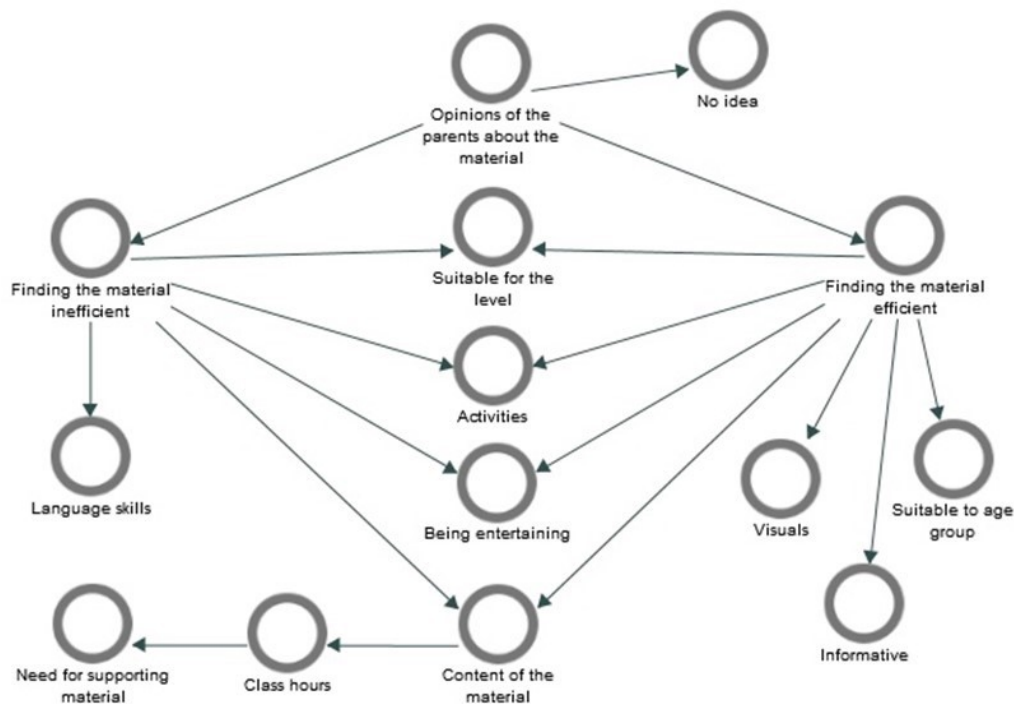 No idea
Opinions of the
parents about the
material
Finding the material
inefficient
Suitable for the
level
Finding the material
efficient
Activities
Language skills
Being entertaining
Visuals
Suitable to age
group
Informative
Need for supporting
material
Class hours
Content of the
material